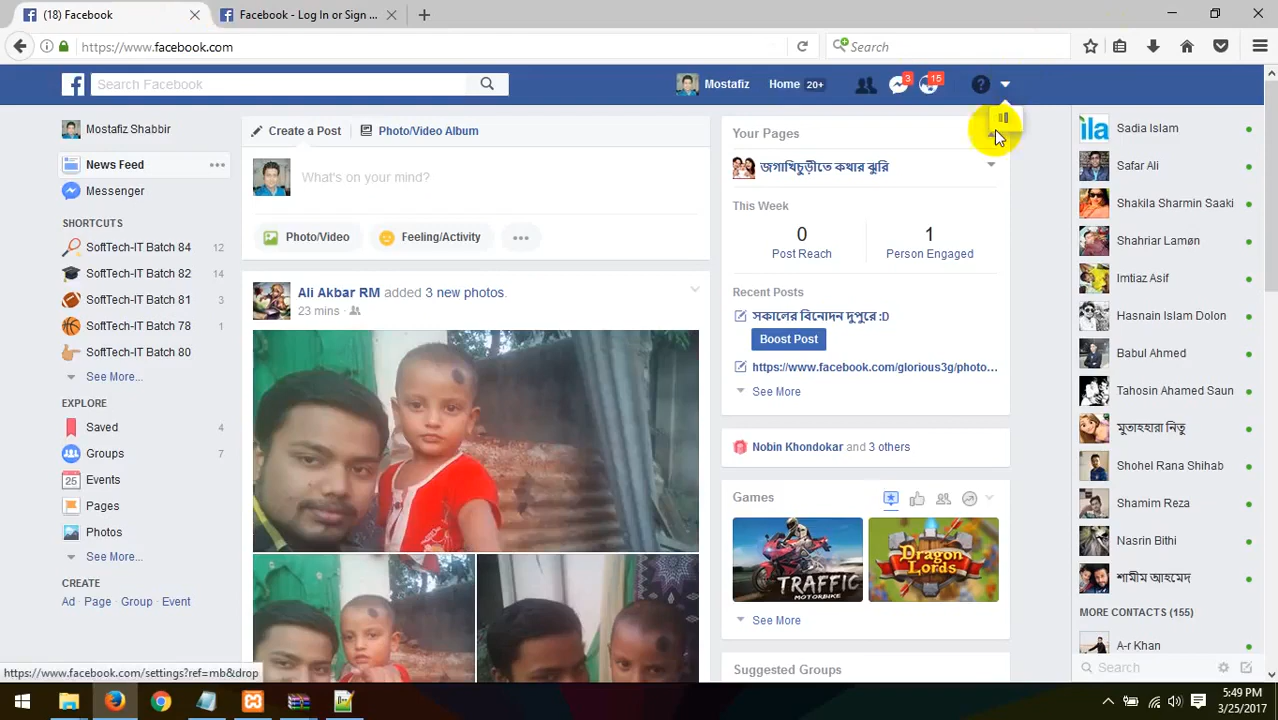 (18) Facebook
Facebook - Log In or Sign ...
https://www.facebook.com
Search
Search Facebook
Mostafiz
Home 20+
3
15
Mostafiz Shabbir
News Feed
Messenger
SHORTCUTS
SoftTech-IT Batch 84 12
SoftTech-IT Batch 82 14
SoftTech-IT Batch 81 3
SoftTech-IT Batch 78 1
SoftTech-IT Batch 80
See More...
EXPLORE
Saved 4
Groups 7
25 Events
Pages
Photos
See More...
CREATE
Ad Page Group Event
https://www.facebook.com/settings?ref=mb&drop
Create a Post
Photo/Video Album
What's on your mind?
Photo/Video
Feeling/Activity
Ali Akbar RM added 3 new photos.
23 mins
Your Pages
জগাখিচুড়ীতে কথার ঝুরি
This Week
0
Post Reach
1
Person Engaged
Recent Posts
সকালের বিনোদন দুপুরে :D
Boost Post
https://www.facebook.com/glorious3g/photo...
See More
Nobin Khondokar and 3 others
Games
TRAFFIC
MOTORBIKE
Dragon
Lords
See More
Suggested Groups
ila
Sadia Islam
Safar Ali
Shakila Sharmin Saaki
Shahriar Lamøn
Imtiaz Asif
Hasnain Islam Dolon
Babul Ahmed
Tahosin Ahamed Saun
মুতাহহারা নিতু
Shohel Rana Shihab
Shamim Reza
Nasrin Bithi
শামীম আহমেদ
MORE CONTACTS (155)
A-r Khan
Search
5:49 PM
3/25/2017